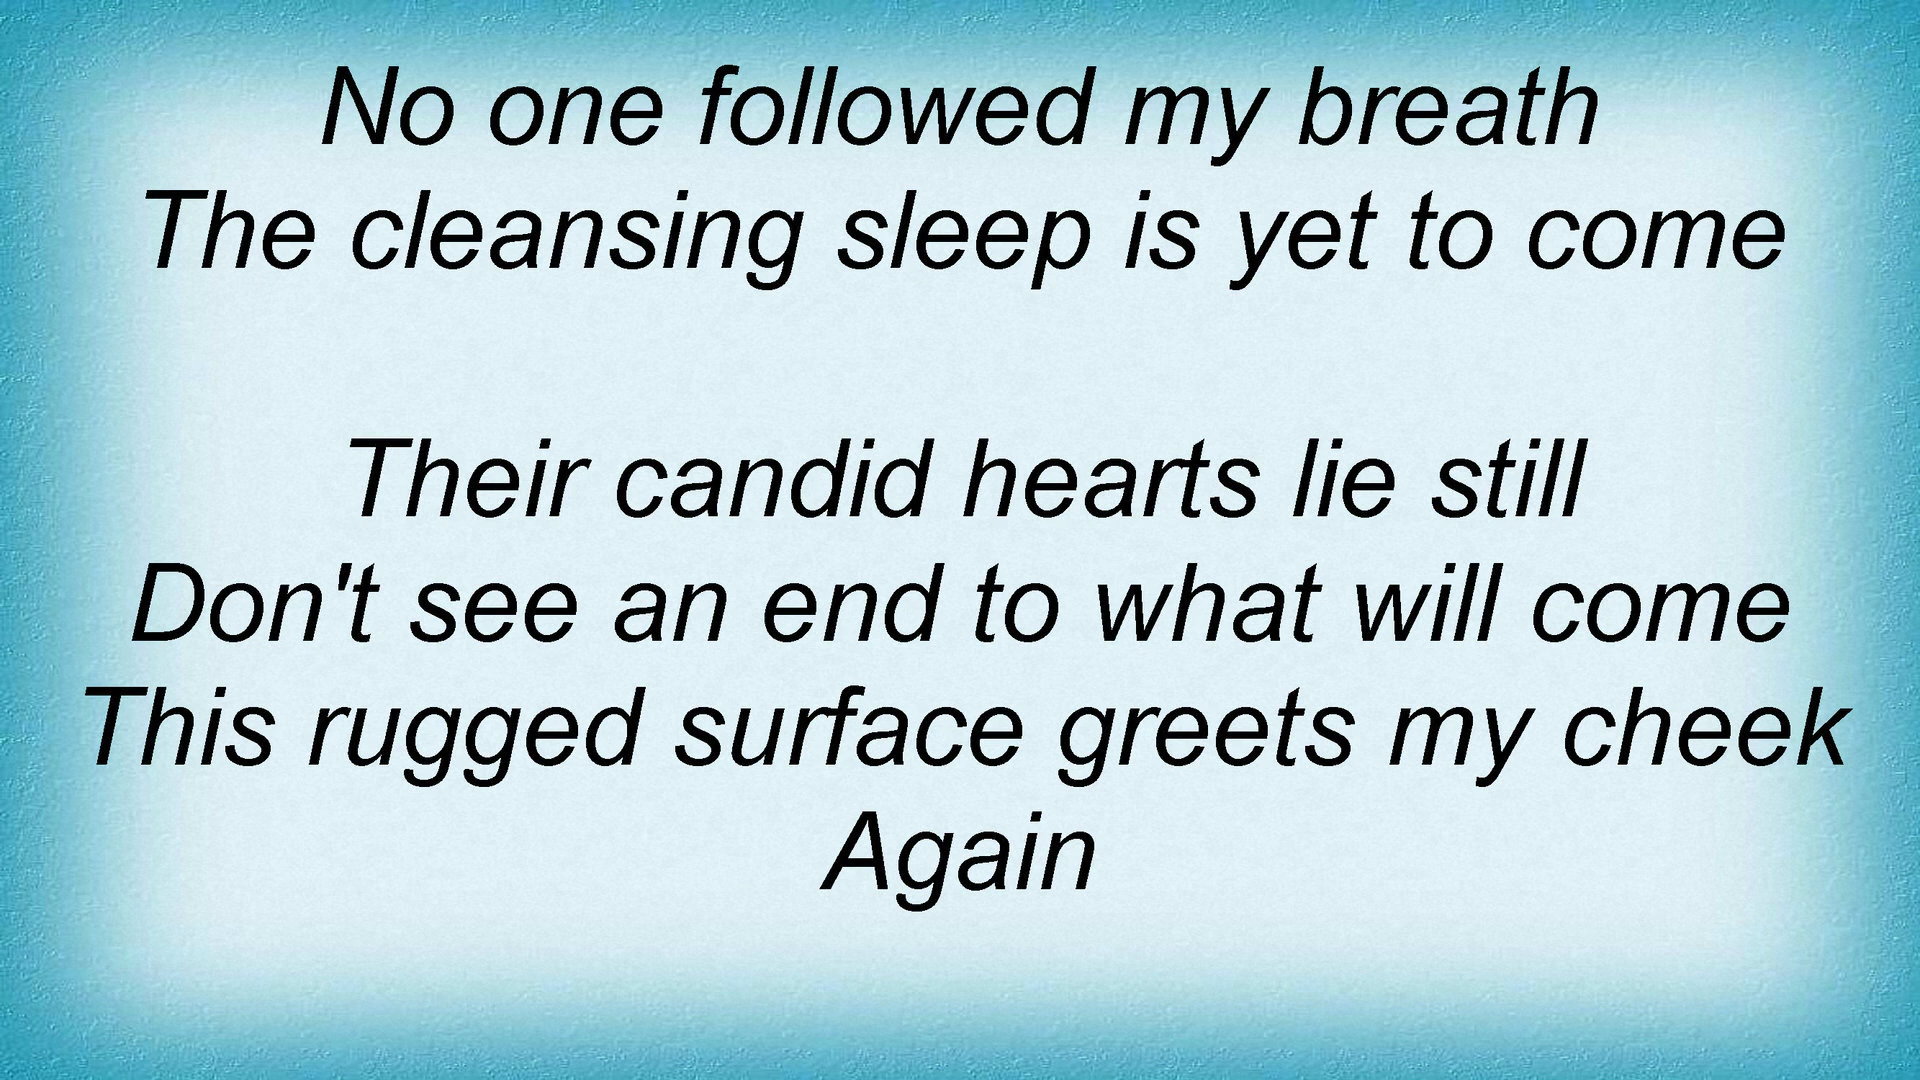 No one followed my breath
The cleansing sleep is yet to come
Their candid hearts lie still
Don't see an end to what will come
This rugged surface greets my cheek
Again